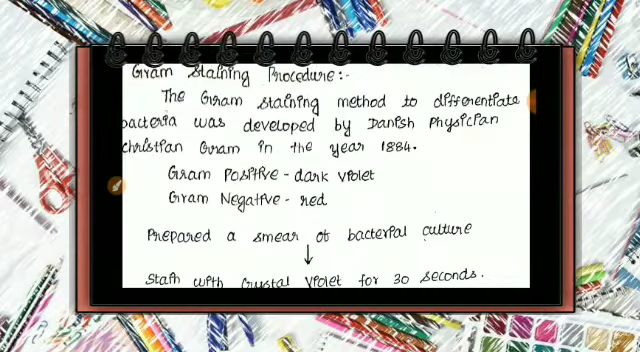 Gram Staining Procedure:-
The Gram staining method to differentiate
bacteria was developed by Danish Physician
Christian Gram in the year 1884.
Gram Positive - dark violet
Gram Negative - red
Prepared a smear of bacterial culture
↓
Stain with Crystal Violet for 30 seconds.